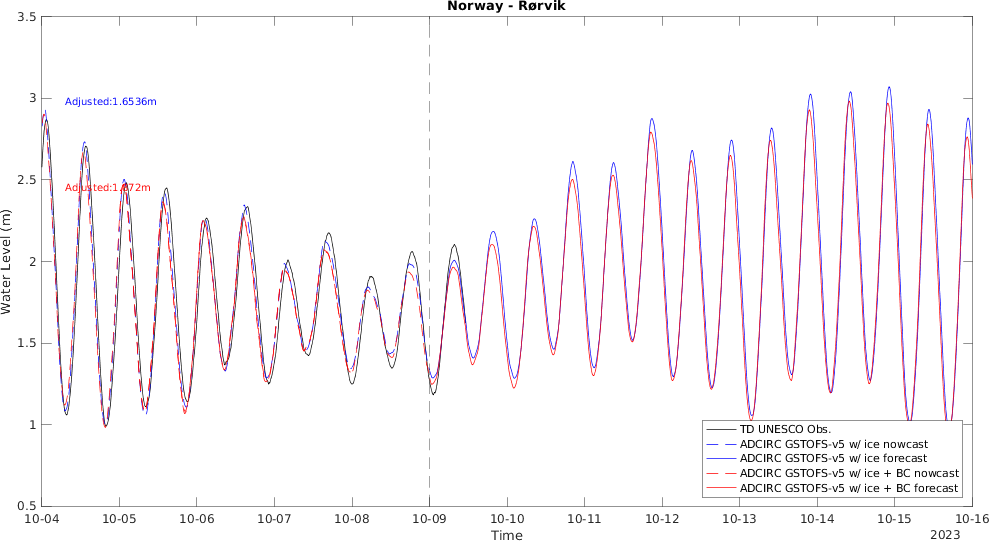 Norway - Rørvik
3.5
3
2.5
2
1.5
1
0.5
Water Level (m)
Adjusted:1.6536m
10-04
10-05
10-06
10-07
10-08
10-09
10-10
10-11
10-12
10-13
10-14
10-15
10-16
Time
2023
TD UNESCO Obs.
ADCIRC GSTOFS-v5 w/ ice nowcast
ADCIRC GSTOFS-v5 w/ ice forecast
ADCIRC GSTOFS-v5 w/ ice + BC nowcast
ADCIRC GSTOFS-v5 w/ ice + BC forecast